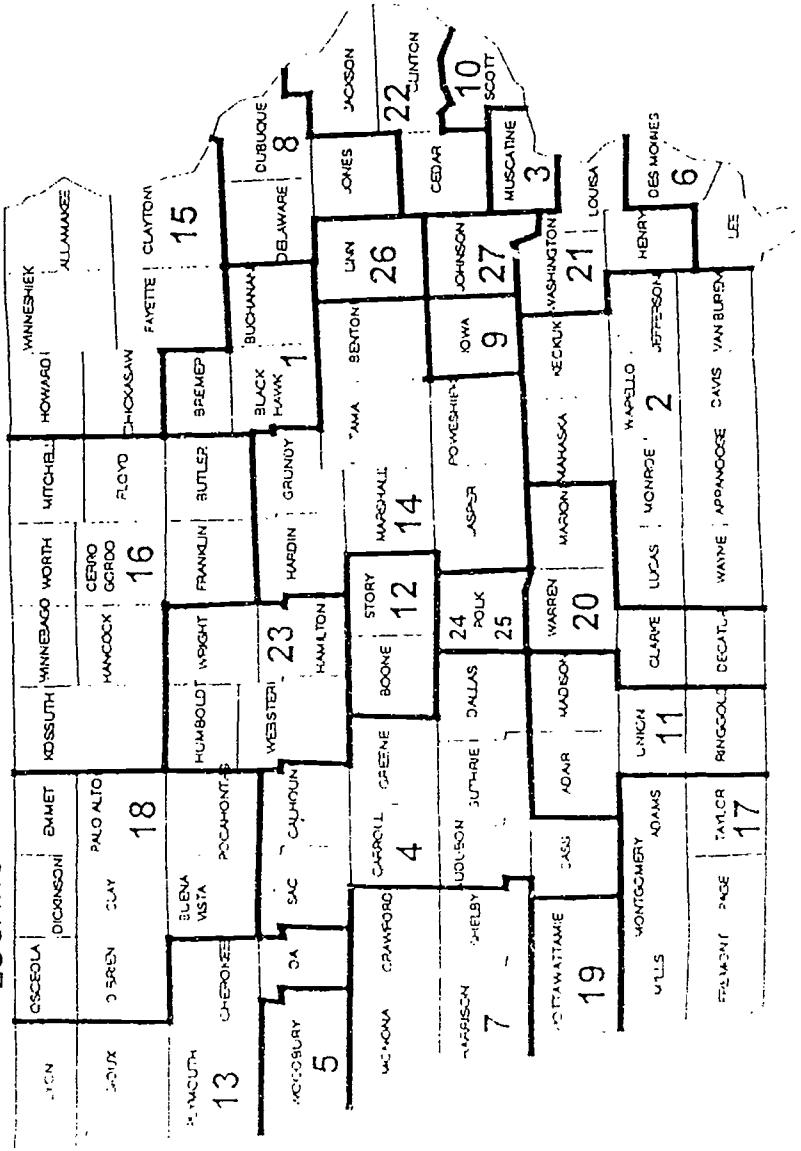 LYON
OSCEOLA
DICKINSON
EMMET
KOSSUTH
WINNEBAGO
WORTH
MITCHELL
HOWARD
WINNESHIEK
ALLAMAKEE
SIOUX
O BRIEN
CLAY
PALO ALTO
18
HANCOCK
CERRO
GORDO
16
FLOYD
CHICKASAW
FAYETTE
CLAYTON
15
PLYMOUTH
13
CHEROKEE
BUENA
VISTA
POCAHONTAS
HUMBOLDT
WRIGHT
FRANKLIN
BUTLER
BREMER
WOODBURY
5
IDA
SAC
CALHOUN
WEBSTER
23
HAMILTON
HARDIN
GRUNDY
BLACK
HAWK
1
BUCHANAN
DELAWARE
DUBUQUE
8
MONONA
CRAWFORD
CARROLL
4
GREENE
BOONE
STORY
12
MARSHALL
14
TAMA
BENTON
LINN
26
JONES
JACKSON
HARRISON
7
SHELBY
AUDUBON
GUTHRIE
DALLAS
24
POLK
25
JASPER
POWESHIEK
IOWA
9
JOHNSON
27
CEDAR
22
CLINTON
10
SCOTT
MUSCATINE
3
POTTAWATTAMIE
19
CASS
ADAIR
MADISON
WARREN
20
MARION
MAHASKA
KEOKUK
WASHINGTON
21
LOUISA
MILLS
MONTGOMERY
ADAMS
UNION
11
CLARKE
LUCAS
MONROE
WAPELLO
2
JEFFERSON
HENRY
DES MOINES
6
FREMONT
PAGE
TAYLOR
17
RINGGOLD
DECATUR
WAYNE
APPANOOSE
DAVIS
VAN BUREN
LEE